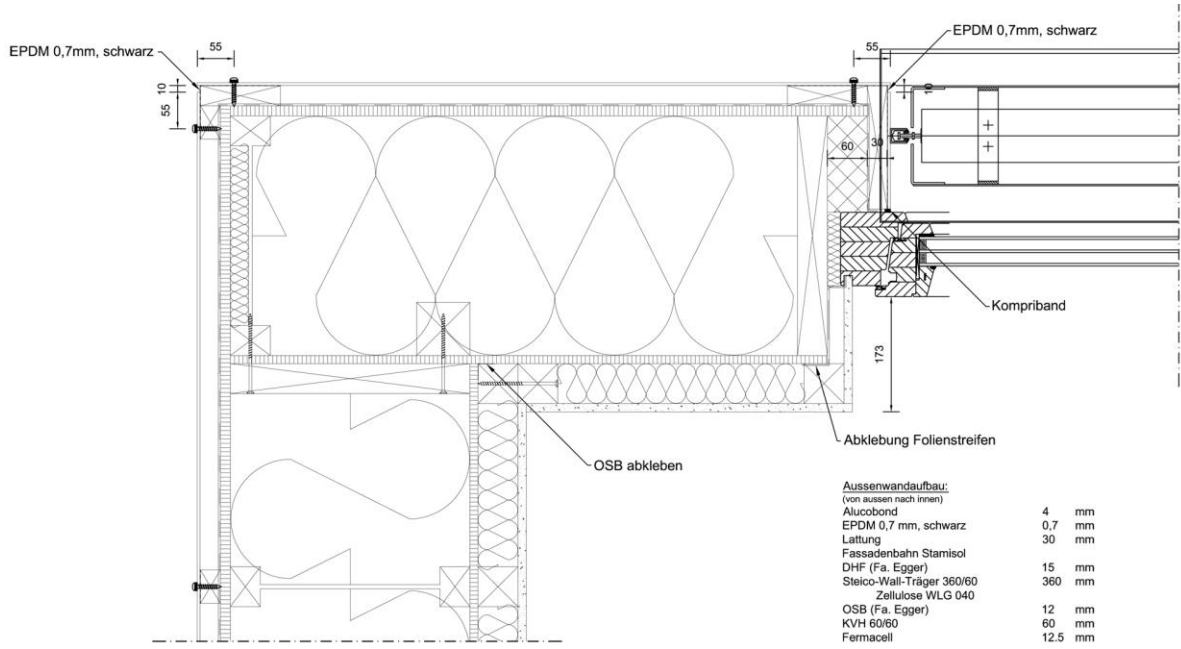 EPDM 0,7mm, schwarz
55
10
55
55
EPDM 0,7mm, schwarz
10
60
30
Kompriband
173
Abklebung Folienstreifen
OSB abkleben
Aussenwandaufbau:
(von aussen nach innen)
Alucobond 4 mm
EPDM 0,7 mm, schwarz 0,7 mm
Lattung 30 mm
Fassadenbahn Stamisol
DHF (Fa. Egger) 15 mm
Steico-Wall-Träger 360/60 360 mm
Zellulose WLG 040
OSB (Fa. Egger) 12 mm
KVH 60/60 60 mm
Fermacell 12.5 mm